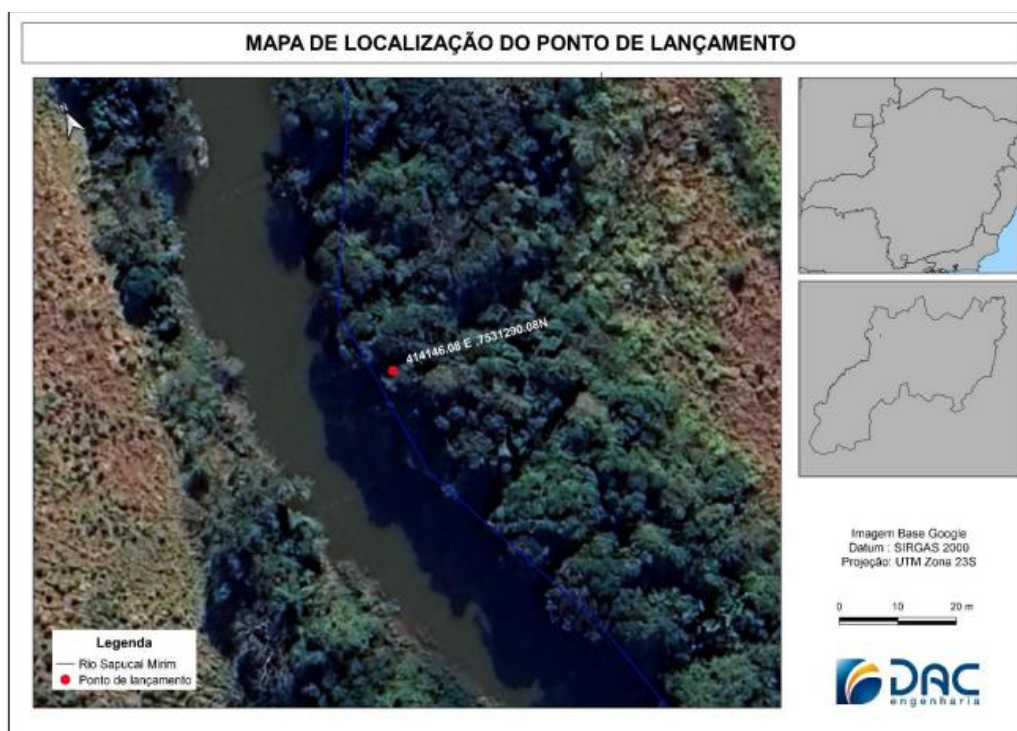 MAPA DE LOCALIZAÇÃO DO PONTO DE LANÇAMENTO
N
414146.08 E ,7531290.08N
Legenda
Rio Sapucaí Mirim
Ponto de lançamento
Imagem Base Google
Datum : SIRGAS 2000
Projeção: UTM Zona 23S
0 10 20 m
DAC
engenharia